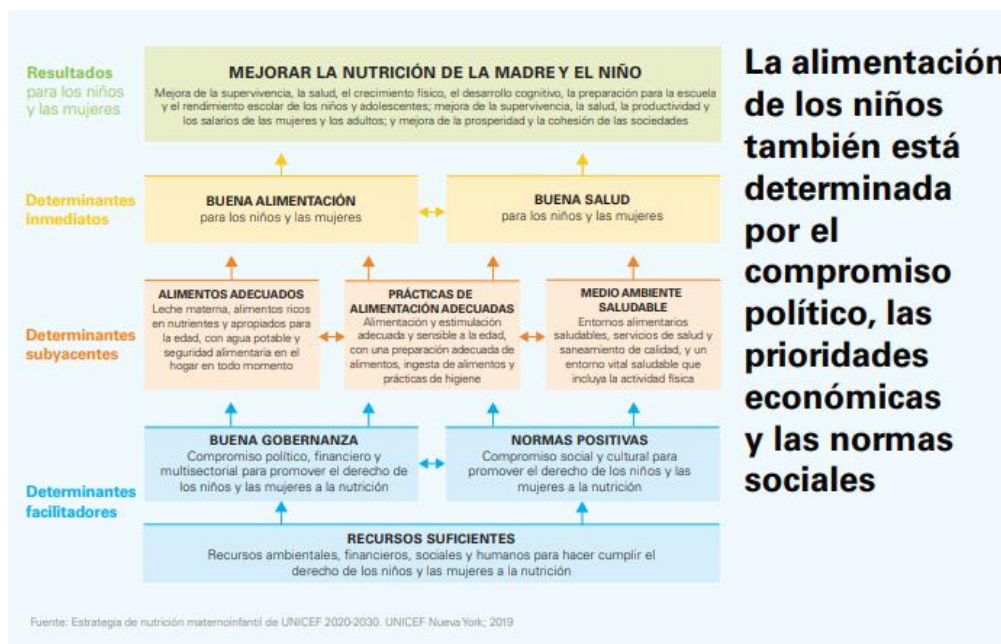 La alimentación
de los niños
también está
determinada
por el
compromiso
político, las
prioridades
económicas
y las normas
sociales
Resultados
para los niños
y las mujeres
MEJORAR LA NUTRICIÓN DE LA MADRE Y EL NIÑO
Mejora de la supervivencia, la salud, el crecimiento físico, el desarrollo cognitivo, la preparación para la escuela
y el rendimiento escolar de los niños y adolescentes; mejora de la supervivencia, la salud, la productividad y
los salarios de las mujeres y los adultos; y mejora de la prosperidad y la cohesión de las sociedades
Determinantes
inmediatos
BUENA ALIMENTACIÓN
para los niños y las mujeres
BUENA SALUD
para los niños y las mujeres
Determinantes
subyacentes
ALIMENTOS ADECUADOS
Leche materna, alimentos ricos
en nutrientes y apropiados para
la edad, con agua potable y
seguridad alimentaria en el
hogar en todo momento
PRÁCTICAS DE
ALIMENTACIÓN ADECUADAS
Alimentación y estimulación
adecuada y sensible a la edad,
con una preparación adecuada de
alimentos, ingesta de alimentos y
prácticas de higiene
MEDIO AMBIENTE
SALUDABLE
Entornos alimentarios
saludables, servicios de salud y
saneamiento de calidad, y un
entorno vital saludable que
incluya la actividad física
Determinantes
facilitadores
BUENA GOBERNANZA
Compromiso político, financiero y
multisectorial para promover el derecho de
los niños y las mujeres a la nutrición
NORMAS POSITIVAS
Compromiso social y cultural para
promover el derecho de los niños y las
mujeres a la nutrición
RECURSOS SUFICIENTES
Recursos ambientales, financieros, sociales y humanos para hacer cumplir el
derecho de los niños y las mujeres a la nutrición
Fuente: Estrategia de nutrición maternoinfantil de UNICEF 2020-2030. UNICEF Nueva York; 2019